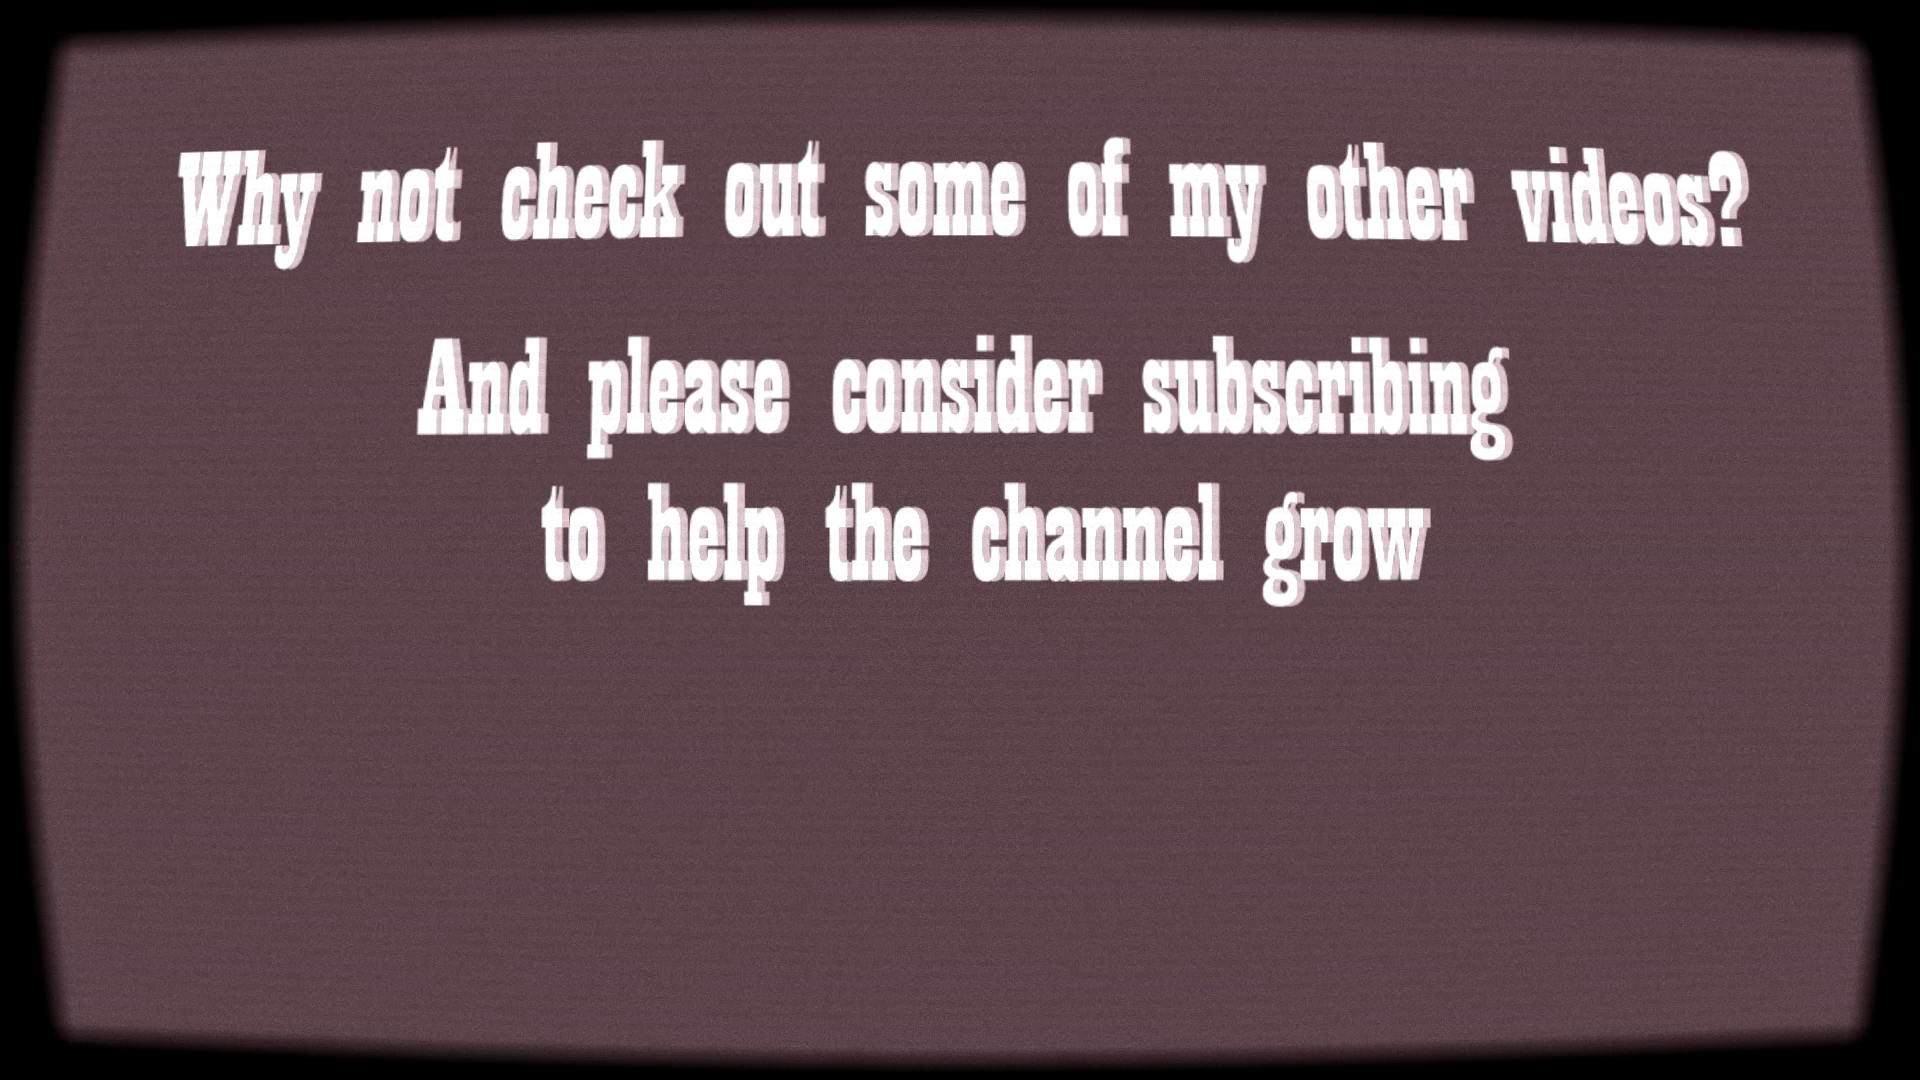 Why not check out some of my other videos?
And please consider subscribing
to help the channel grow